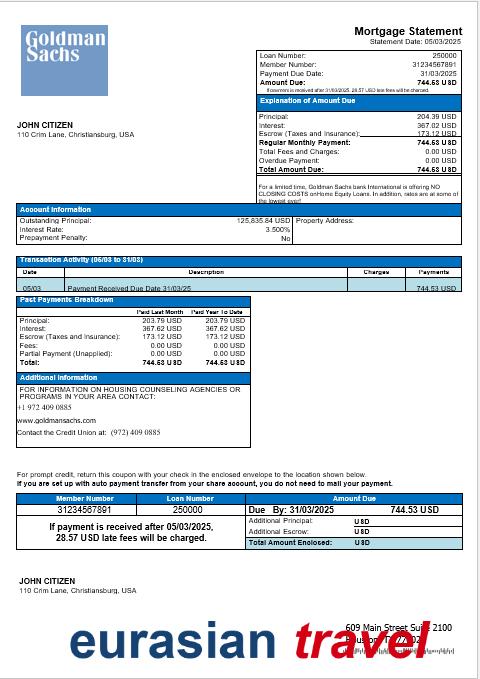 Goldman
Sachs
Mortgage Statement
Statement Date: 05/03/2025
Loan Number: 250000
Member Number: 31234567891
Payment Due Date: 31/03/2025
Amount Due: 744.53 USD
If payment is received after 31/03/2025, 28.57 USD late fees will be charged.
Explanation of Amount Due
Principal: 204.39 USD
Interest: 367.02 USD
Escrow (Taxes and Insurance): 173.12 USD
Regular Monthly Payment: 744.53 USD
Total Fees and Charges: 0.00 USD
Overdue Payment: 0.00 USD
Total Amount Due: 744.53 USD
JOHN CITIZEN
110 Crim Lane, Christiansburg, USA
For a limited time, Goldman Sachs bank International is offering NO
CLOSING COSTS onHome Equity Loans. In addition, rates are at some of
the lowest ever!
Account Information
Outstanding Principal: 125,835.84 USD
Interest Rate: 3.500%
Prepayment Penalty: No
Property Address:
Transaction Activity (05/03 to 31/03)
Date Description Charges Payments
05/03 Payment Received Due Date 31/03/25 744.53 USD
Past Payments Breakdown
Paid Last Month Paid Year To Date
Principal: 203.79 USD 203.79 USD
Interest: 367.62 USD 367.62 USD
Escrow (Taxes and Insurance): 173.12 USD 173.12 USD
Fees: 0.00 USD 0.00 USD
Partial Payment (Unapplied): 0.00 USD 0.00 USD
Total: 744.53 USD 744.53 USD
Additional Information
FOR INFORMATION ON HOUSING COUNSELING AGENCIES OR
PROGRAMS IN YOUR AREA CONTACT:
+1 972 409 0885
www.goldmansachs.com
Contact the Credit Union at: (972) 409 0885
For prompt credit, return this coupon with your check in the enclosed envelope to the location shown below.
If you are set up with auto payment transfer from your share account, you do not need to mail your payment.
Member Number Loan Number Amount Due
31234567891 250000 Due By: 31/03/2025 744.53 USD
If payment is received after 05/03/2025,
28.57 USD late fees will be charged.
Additional Principal: USD
Additional Escrow: USD
Total Amount Enclosed: USD
JOHN CITIZEN
110 Crim Lane, Christiansburg, USA
609 Main Street Suite 2100
eurasian travel